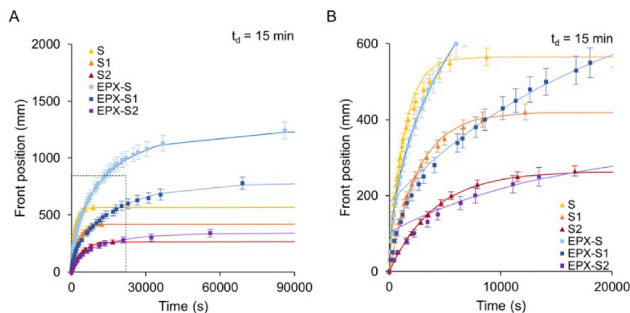 A
t_d = 15 min
Front position (mm)
2000
1500
1000
500
0
S
S1
S2
EPX-S
EPX-S1
EPX-S2
0
30000
60000
90000
Time (s)
B
t_d = 15 min
Front position (mm)
600
400
200
0
S
S1
S2
EPX-S
EPX-S1
EPX-S2
0
5000
10000
15000
20000
Time (s)